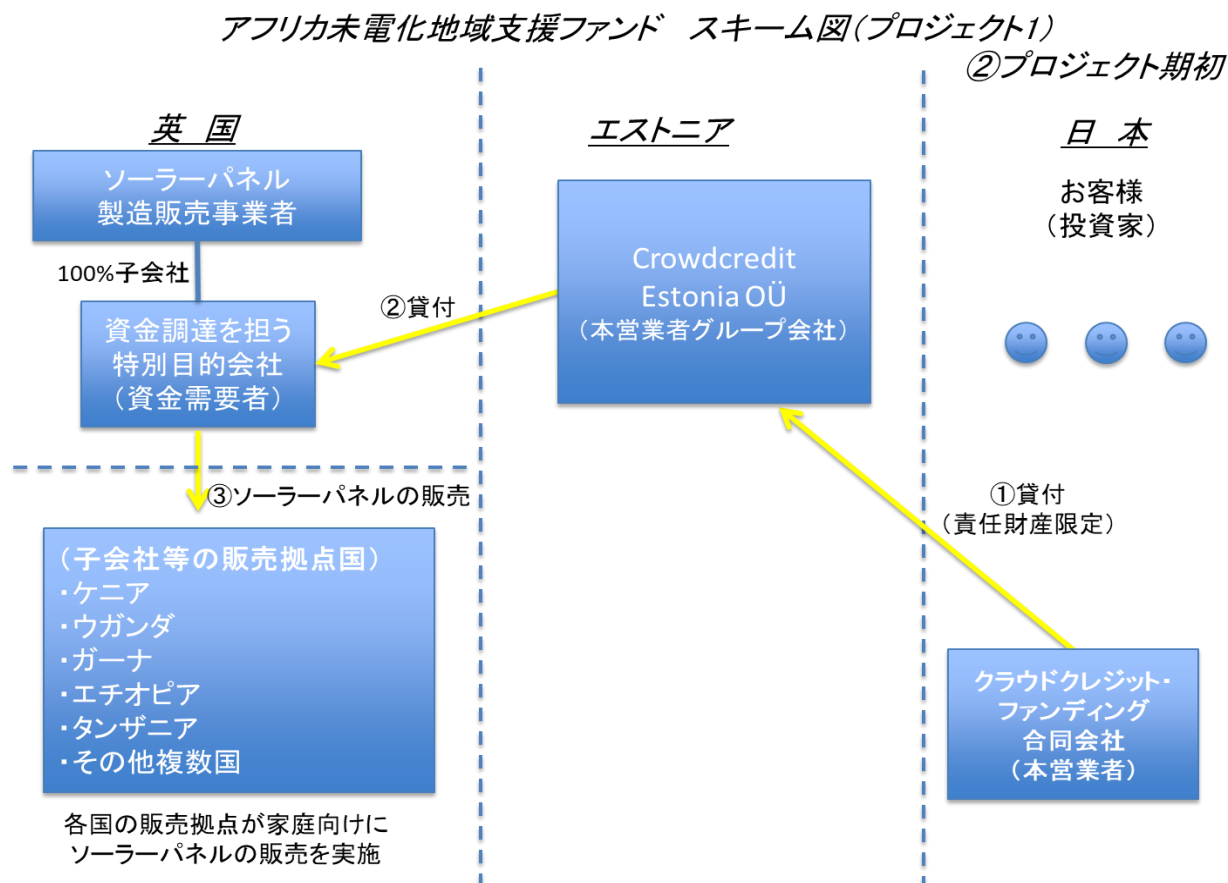 アフリカ未電化地域支援ファンド　スキーム図(プロジェクト1)
②プロジェクト期初
英　国
ソーラーパネル
製造販売事業者
100%子会社
資金調達を担う
特別目的会社
（資金需要者）
③ソーラーパネルの販売
（子会社等の販売拠点国）
・ケニア
・ウガンダ
・ガーナ
・エチオピア
・タンザニア
・その他複数国
各国の販売拠点が家庭向けに
ソーラーパネルの販売を実施
エストニア
Crowdcredit
Estonia OÜ
（本営業者グループ会社）
②貸付
日　本
お客様
（投資家）
①貸付
（責任財産限定）
クラウドクレジット・
ファンディング
合同会社
（本営業者）